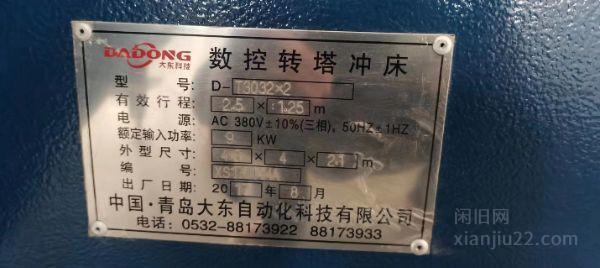 DADONG
大东科技
数控转塔冲床
型 号: D-T3032×2
有效行程: 2.5 × 1.25 m
电 源: AC 380V±10%(三相), 50HZ±1HZ
额定输入功率: 9 KW
外型尺寸: × 4 × 2.1 m
编 号:
出厂日期: 20 年 8 月
中国·青岛大东自动化科技有限公司
电话: 0532-88173922 88173933
闲旧网
xianjiu22.com